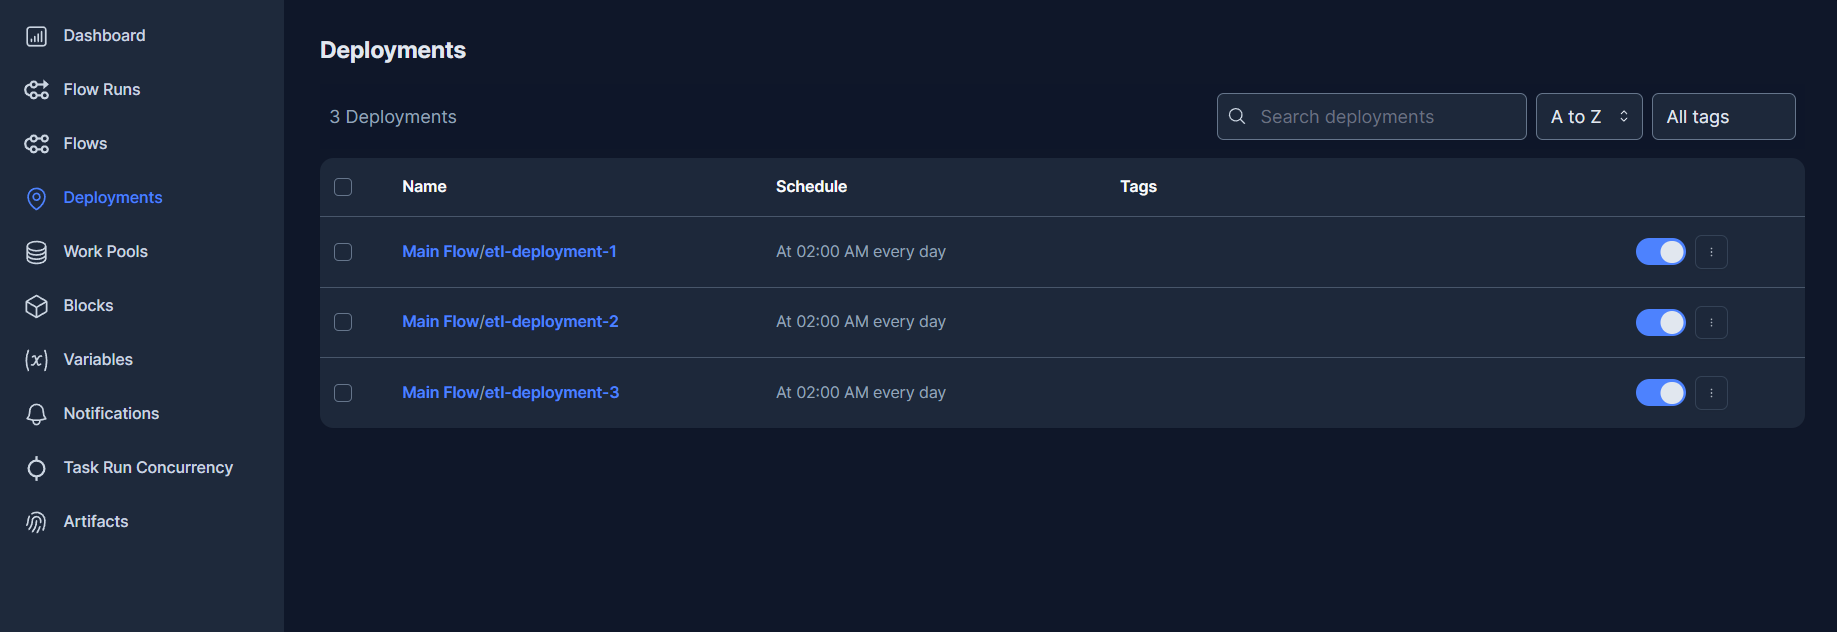 Dashboard
Flow Runs
Flows
Deployments
Work Pools
Blocks
Variables
Notifications
Task Run Concurrency
Artifacts
Deployments
3 Deployments
Search deployments
A to Z
All tags
Name Schedule Tags
Main Flow/etl-deployment-1 At 02:00 AM every day
Main Flow/etl-deployment-2 At 02:00 AM every day
Main Flow/etl-deployment-3 At 02:00 AM every day